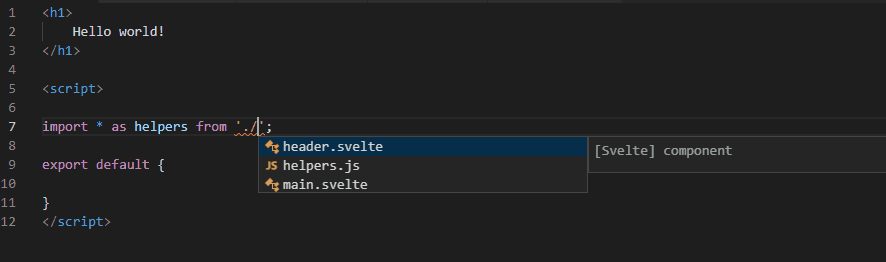 1 <h1>
2 Hello world!
3 </h1>
4
5 <script>
6
7 import * as helpers from './';
8 header.svelte [Svelte] component
9 export default { JS helpers.js
10 main.svelte
11 }
12 </script>